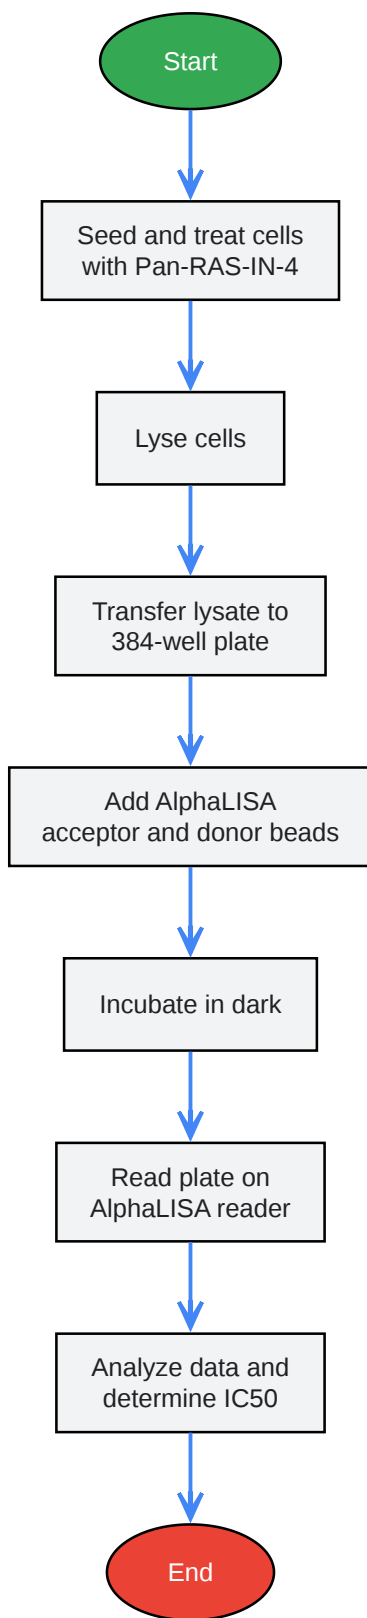 Start
Seed and treat cells
with Pan-RAS-IN-4
Lyse cells
Transfer lysate to
384-well plate
Add AlphaLISA
acceptor and donor beads
Incubate in dark
Read plate on
AlphaLISA reader
Analyze data and
determine IC50
End